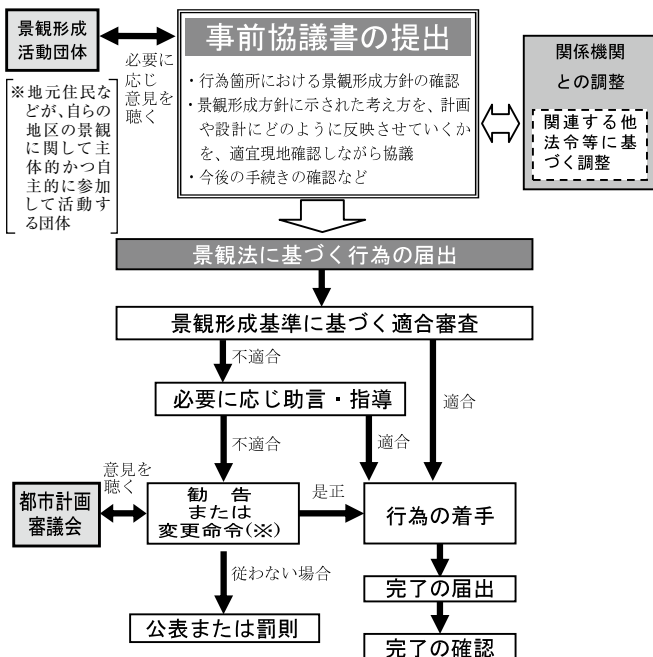 景観形成
活動団体
必要に
応じ
意見を
聴く
※地元住民な
どが、自らの
地区の景観
に関して主
体的かつ自
主的に参加
して活動す
る団体
事前協議書の提出
・行為箇所における景観形成方針の確認
・景観形成方針に示された考え方を、計画
や設計にどのように反映させていくか
を、適宜現地確認しながら協議
・今後の手続きの確認など
関係機関
との調整
関連する他
法令等に基
づく調整
景観法に基づく行為の届出
景観形成基準に基づく適合審査
不適合
適合
必要に応じ助言・指導
不適合
適合
都市計画
審議会
意見を
聴く
勧告
または
変更命令(※)
是正
行為の着手
従わない場合
公表または罰則
完了の届出
完了の確認